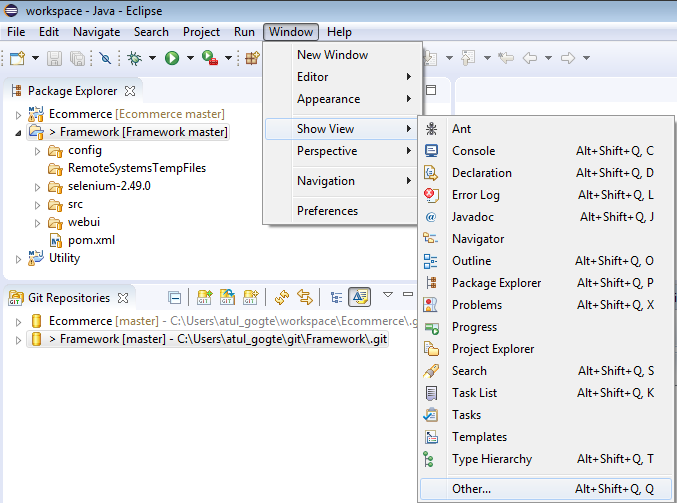 workspace - Java - Eclipse
File Edit Navigate Search Project Run Window Help
Package Explorer
Ecommerce [Ecommerce master]
> Framework [Framework master]
config
RemoteSystemsTempFiles
selenium-2.49.0
src
webui
pom.xml
Utility
New Window
Editor
Appearance
Show View
Perspective
Navigation
Preferences
Ant
Console Alt+Shift+Q, C
Declaration Alt+Shift+Q, D
Error Log Alt+Shift+Q, L
Javadoc Alt+Shift+Q, J
Navigator
Outline Alt+Shift+Q, O
Package Explorer Alt+Shift+Q, P
Problems Alt+Shift+Q, X
Progress
Project Explorer
Search Alt+Shift+Q, S
Task List Alt+Shift+Q, K
Tasks
Templates
Type Hierarchy Alt+Shift+Q, T
Other... Alt+Shift+Q, Q
Git Repositories
GIT GIT GIT
Ecommerce [master] - C:\Users\atul_gogte\workspace\Ecommerce\.g
> Framework [master] - C:\Users\atul_gogte\git\Framework\.git